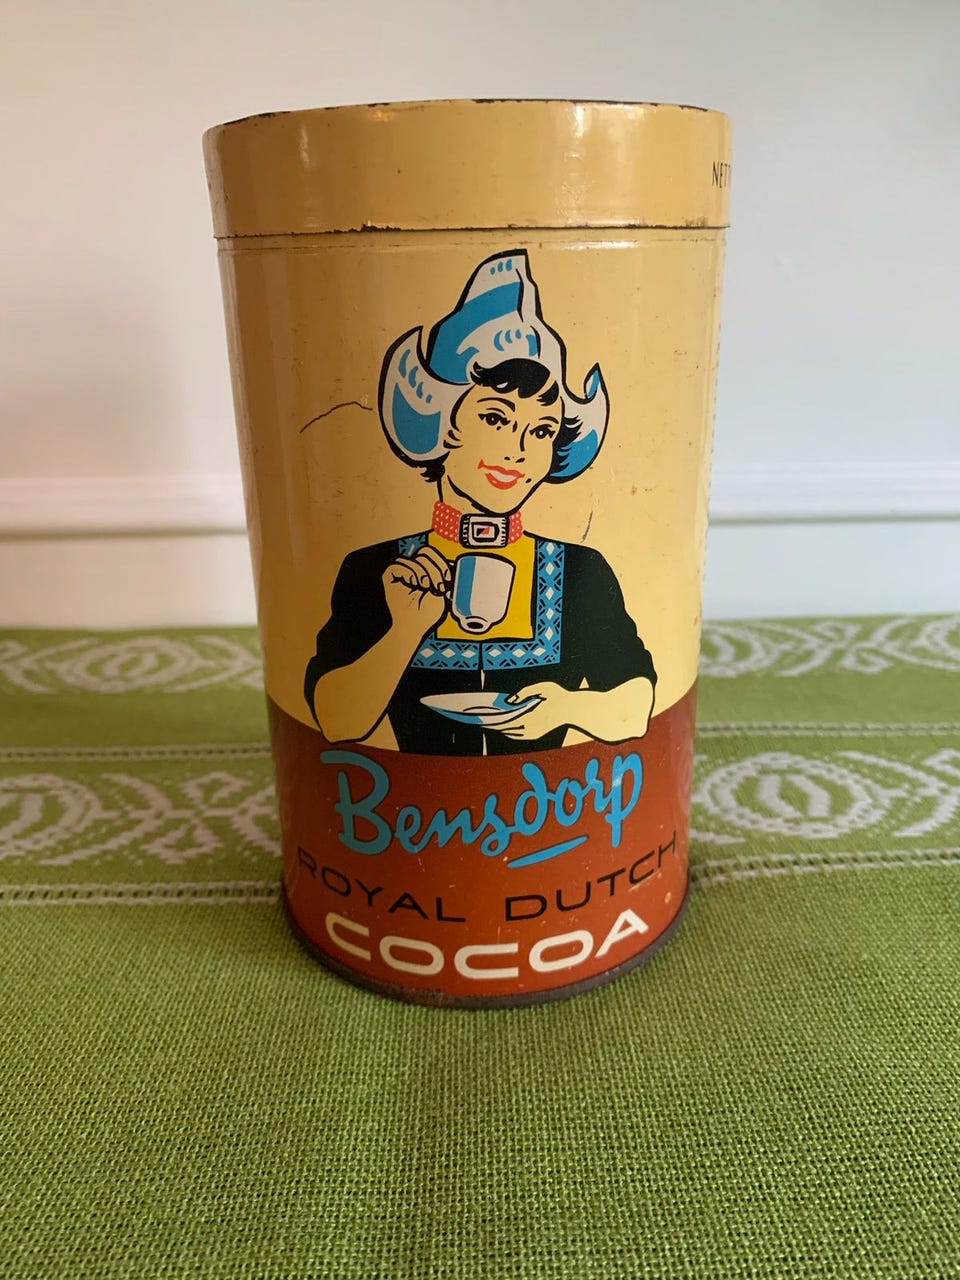 Bensdorp
ROYAL DUTCH
COCOA